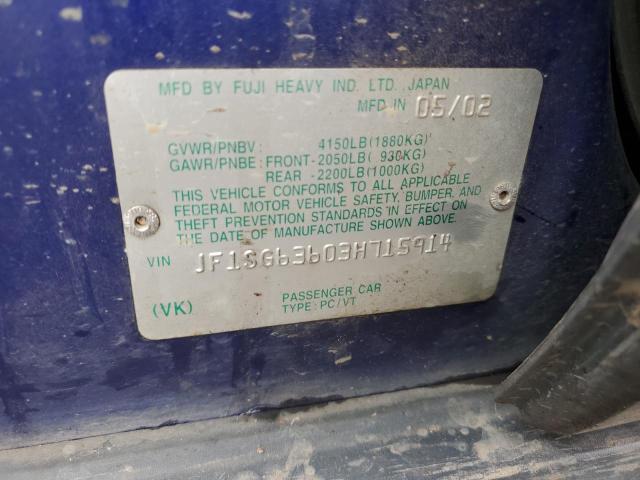 MFD BY FUJI HEAVY IND. LTD. JAPAN
MFD IN 05/02
GVWR/PNBV : 4150LB(1880KG)
GAWR/PNBE : FRONT-2050LB( 930KG)
REAR -2200LB(1000KG)
THIS VEHICLE CONFORMS TO ALL APPLICABLE
FEDERAL MOTOR VEHICLE SAFETY, BUMPER, AND
THEFT PREVENTION STANDARDS IN EFFECT ON
THE DATE OF MANUFACTURE SHOWN ABOVE.
VIN JF1SG63603H715914
PASSENGER CAR
(VK) TYPE: PC/VT